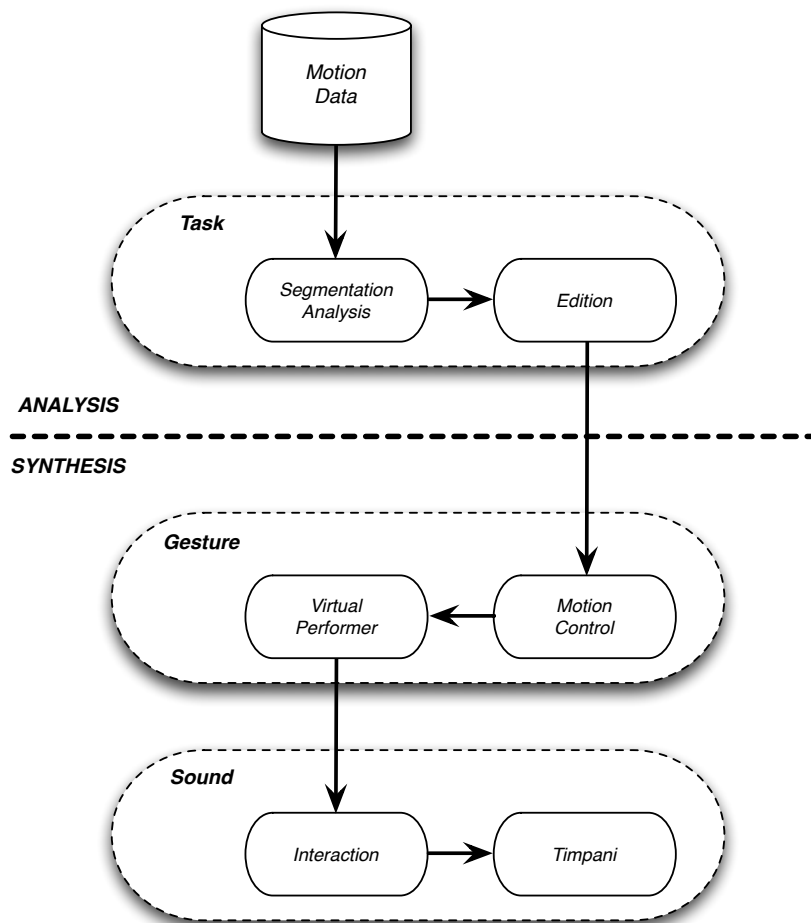 Motion
Data
Task
Segmentation
Analysis
Edition
ANALYSIS
SYNTHESIS
Gesture
Virtual
Performer
Motion
Control
Sound
Interaction
Timpani